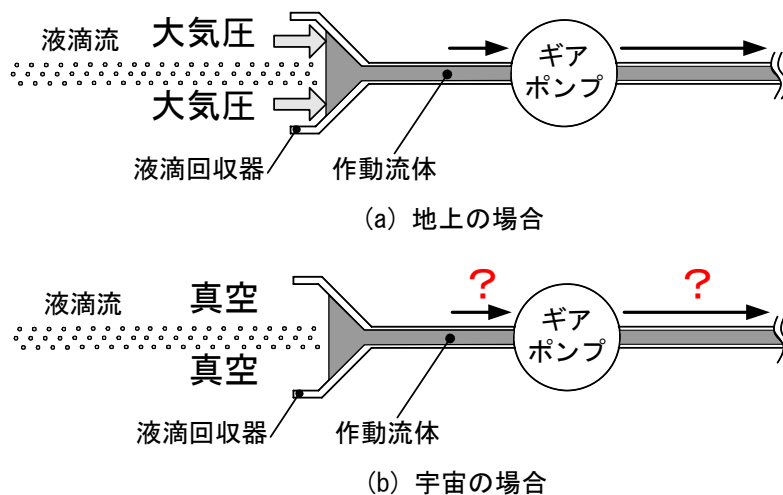 液滴流
大気圧
大気圧
ギア
ポンプ
液滴回収器
作動流体
(a) 地上の場合
液滴流
真空
真空
?
?
ギア
ポンプ
液滴回収器
作動流体
(b) 宇宙の場合